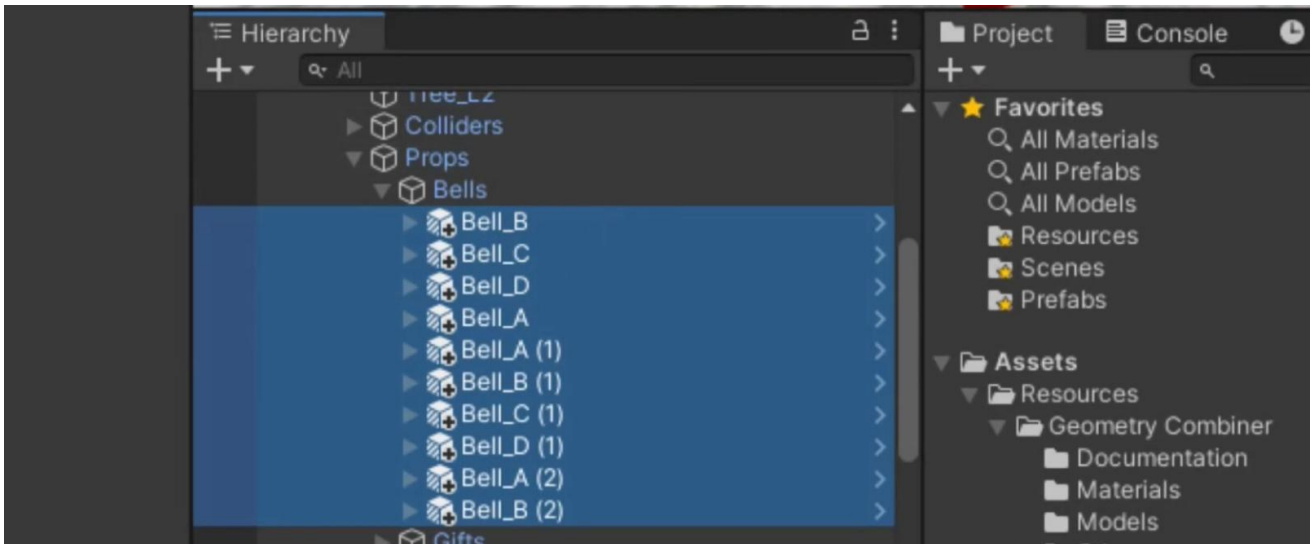 Hierarchy
All
Tree_L2
Colliders
Props
Bells
Bell_B
Bell_C
Bell_D
Bell_A
Bell_A (1)
Bell_B (1)
Bell_C (1)
Bell_D (1)
Bell_A (2)
Bell_B (2)
Gifts
Project
Console
Favorites
All Materials
All Prefabs
All Models
Resources
Scenes
Prefabs
Assets
Resources
Geometry Combiner
Documentation
Materials
Models